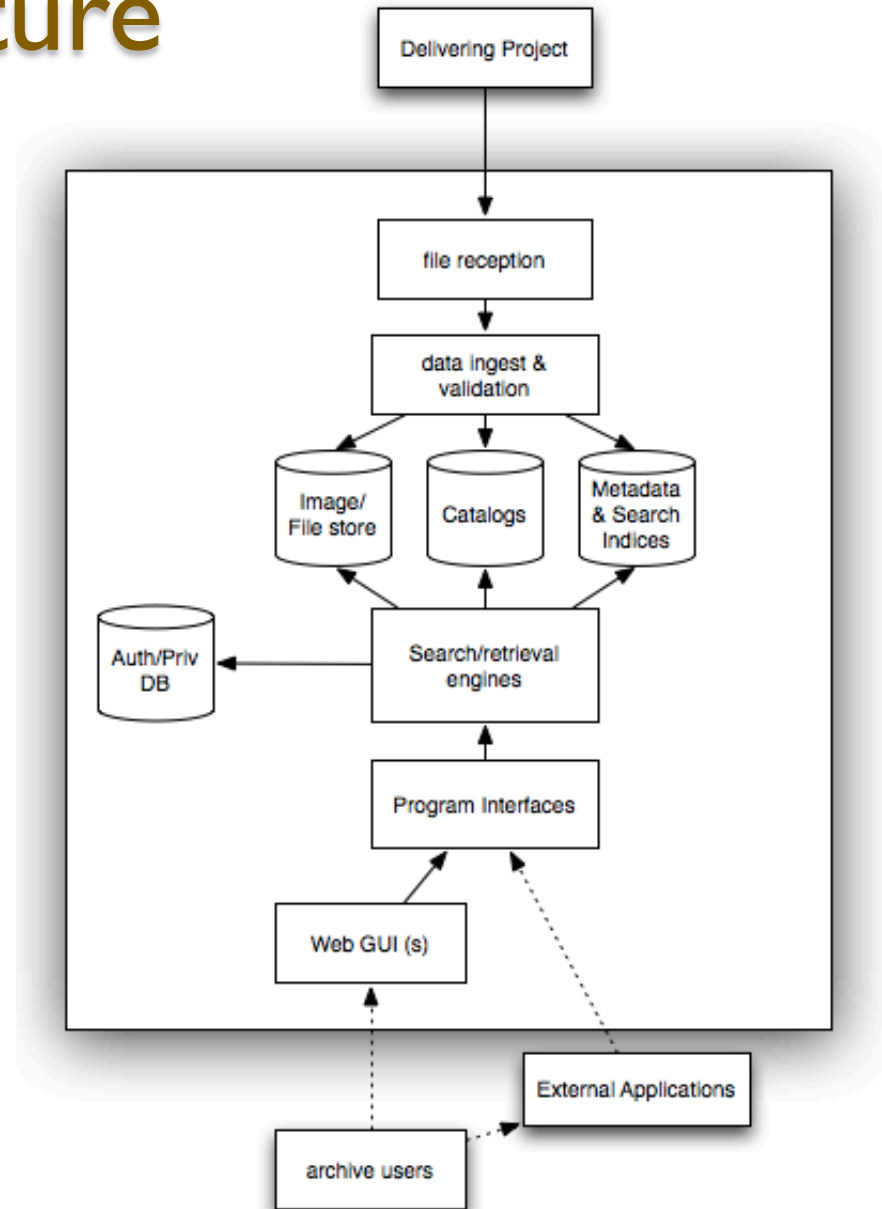 Delivering Project
file reception
data ingest &
validation
Image/
File store
Catalogs
Metadata
& Search
Indices
Auth/Priv
DB
Search/retrieval
engines
Program Interfaces
Web GUI (s)
External Applications
archive users